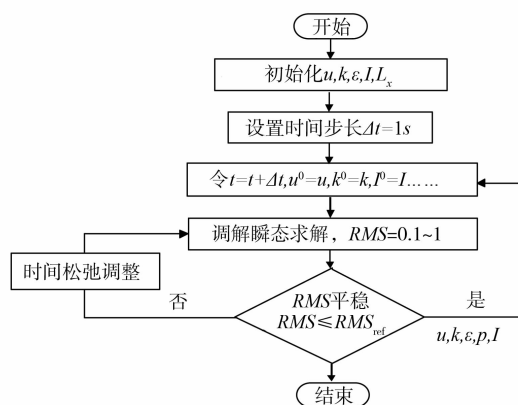 开始
初始化u,k,ε,I,Lₓ
设置时间步长Δt=1s
令t=t+Δt,u⁰=u,k⁰=k,I⁰=I……
调解瞬态求解，RMS=0.1~1
时间松弛调整
否
RMS平稳
RMS≤RMS_ref
是
u,k,ε,p,I
结束